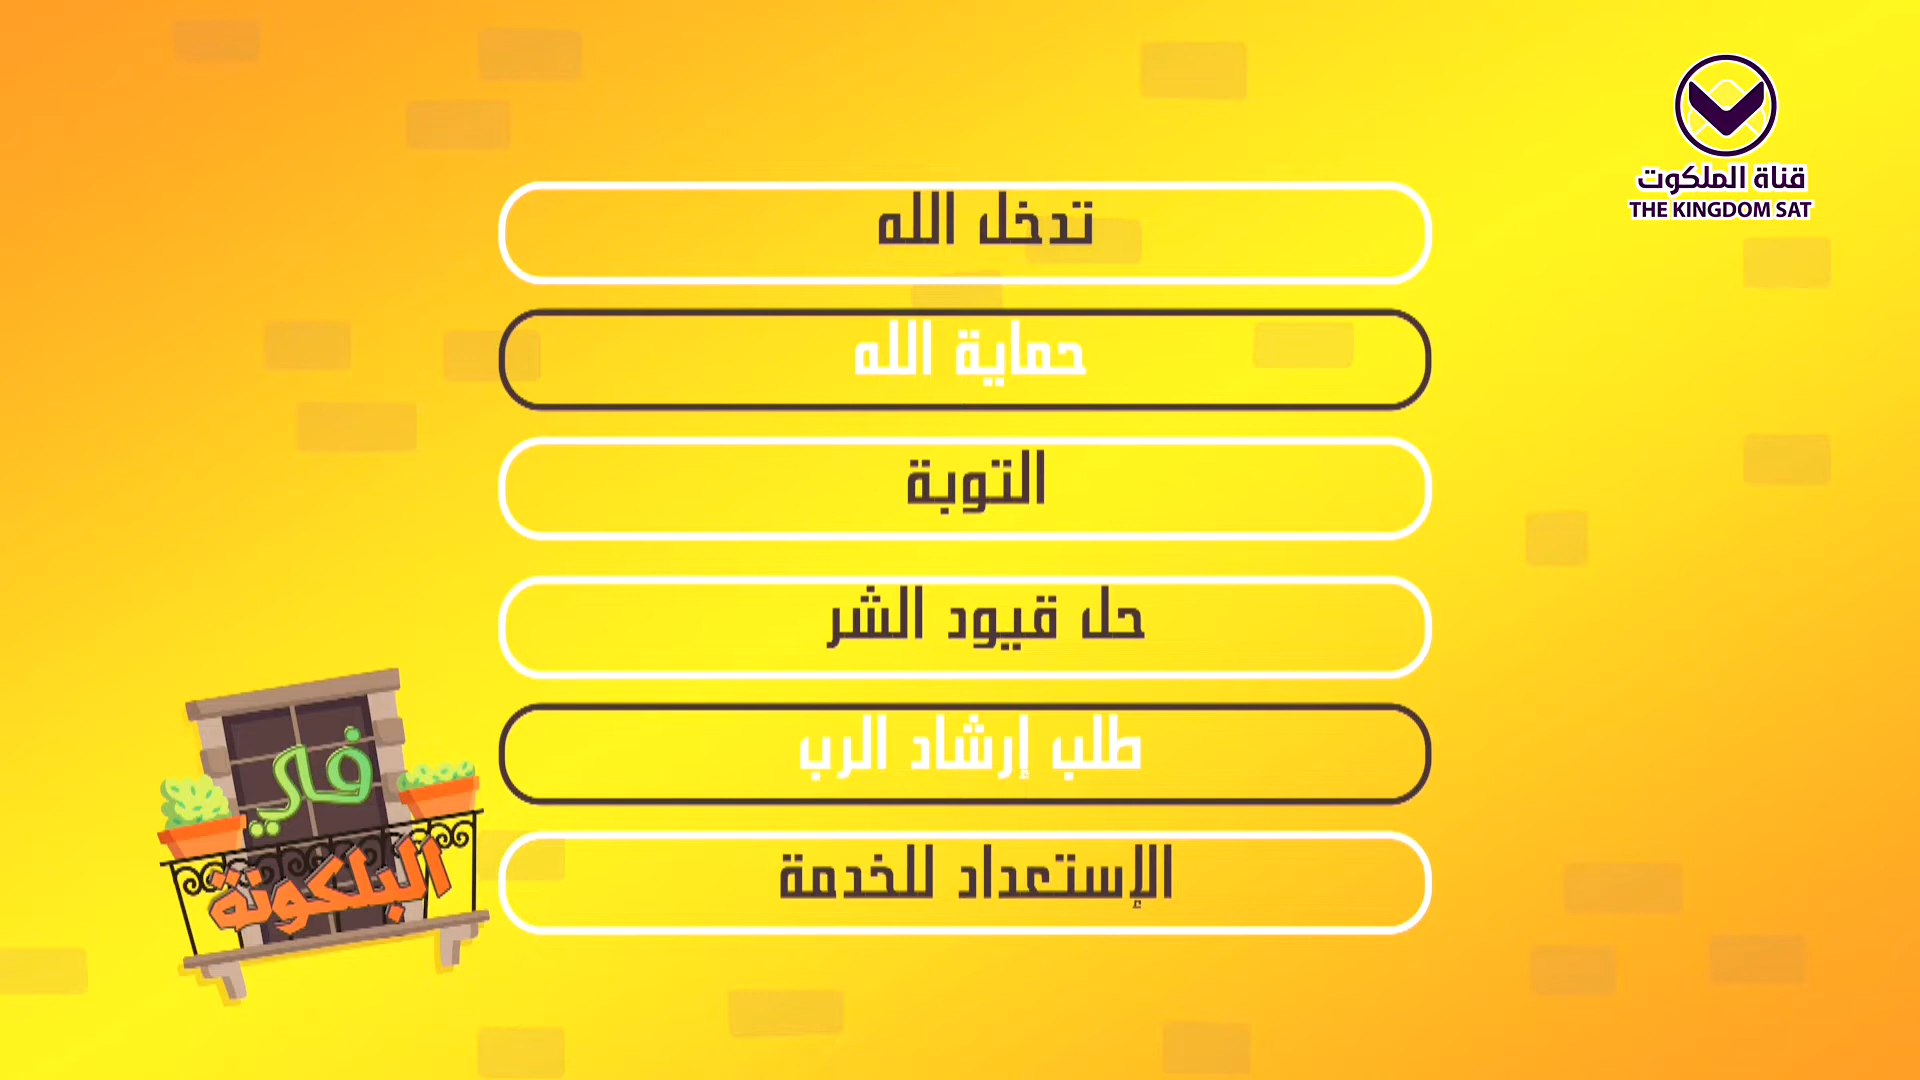 قناة الملكوت
THE KINGDOM SAT
تدخل الله
حماية الله
التوبة
حل قيود الشر
طلب إرشاد الرب
الإستعداد للخدمة
في
البلكونة